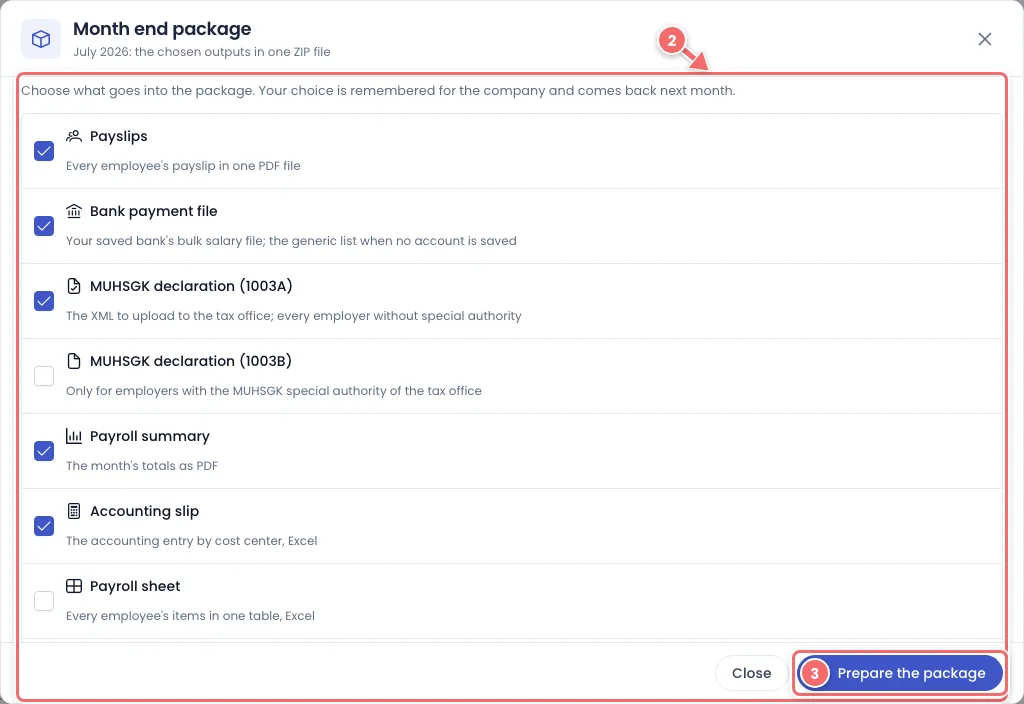 Month end package
July 2026: the chosen outputs in one ZIP file
2
Choose what goes into the package. Your choice is remembered for the company and comes back next month.
Payslips
Every employee's payslip in one PDF file
Bank payment file
Your saved bank's bulk salary file; the generic list when no account is saved
MUHSGK declaration (1003A)
The XML to upload to the tax office; every employer without special authority
MUHSGK declaration (1003B)
Only for employers with the MUHSGK special authority of the tax office
Payroll summary
The month's totals as PDF
Accounting slip
The accounting entry by cost center, Excel
Payroll sheet
Every employee's items in one table, Excel
Close
3 Prepare the package